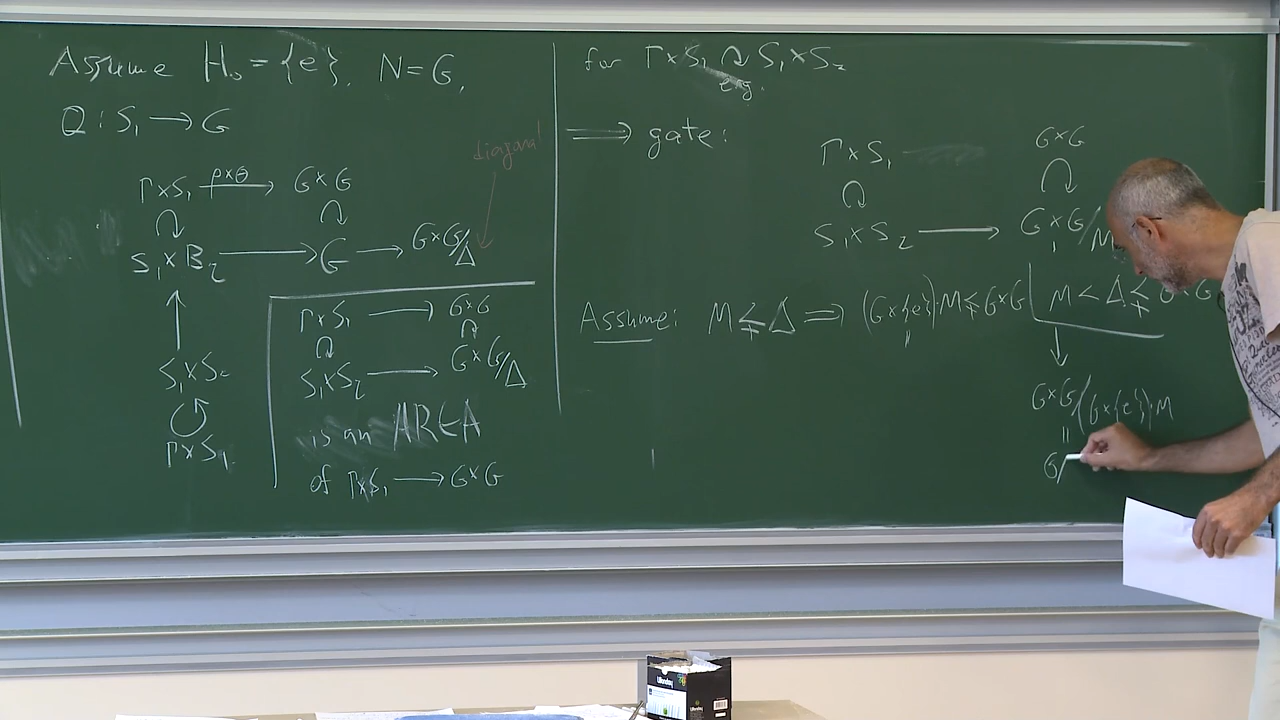 Assume H₀ = {e}, N = G,
Θ : S₁ → G
diagonal
Γ×S₁ →^{ρ×Θ} G×G
S₁×B₂ → G → G×G/Δ
S₁×S₂
Γ×S₁
Γ×S₁ → G×G
S₁×S₂ → G×G/Δ
is an AREA
of Γ×S₁ → G×G
for Γ×S₁ ↷ S₁×S₂
erg.
⟹ gate:
Γ×S₁ G×G
S₁×S₂ → G×G/M
Assume: M ⪇ Δ ⟹ (G×{e})·M ⪇ G×G
M < Δ ⪇ G×G
G×G/(G×{e})·M
=
G/